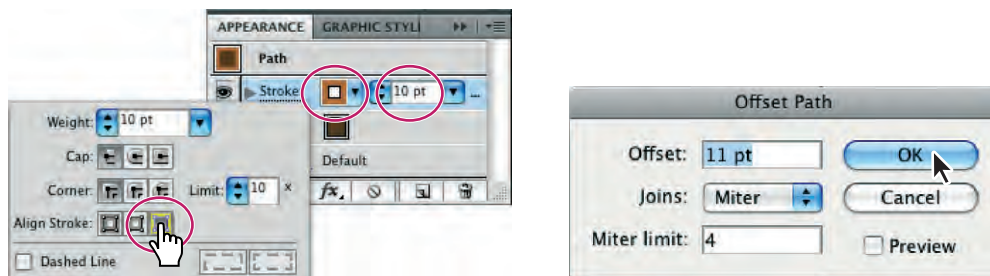 APPEARANCE GRAPHIC STYLI
Path
Stroke 10 pt ...
Default
fx
Weight: 10 pt
Cap:
Corner: Limit: 10 ×
Align Stroke:
Dashed Line
Offset Path
Offset: 11 pt OK
Joins: Miter Cancel
Miter limit: 4 Preview